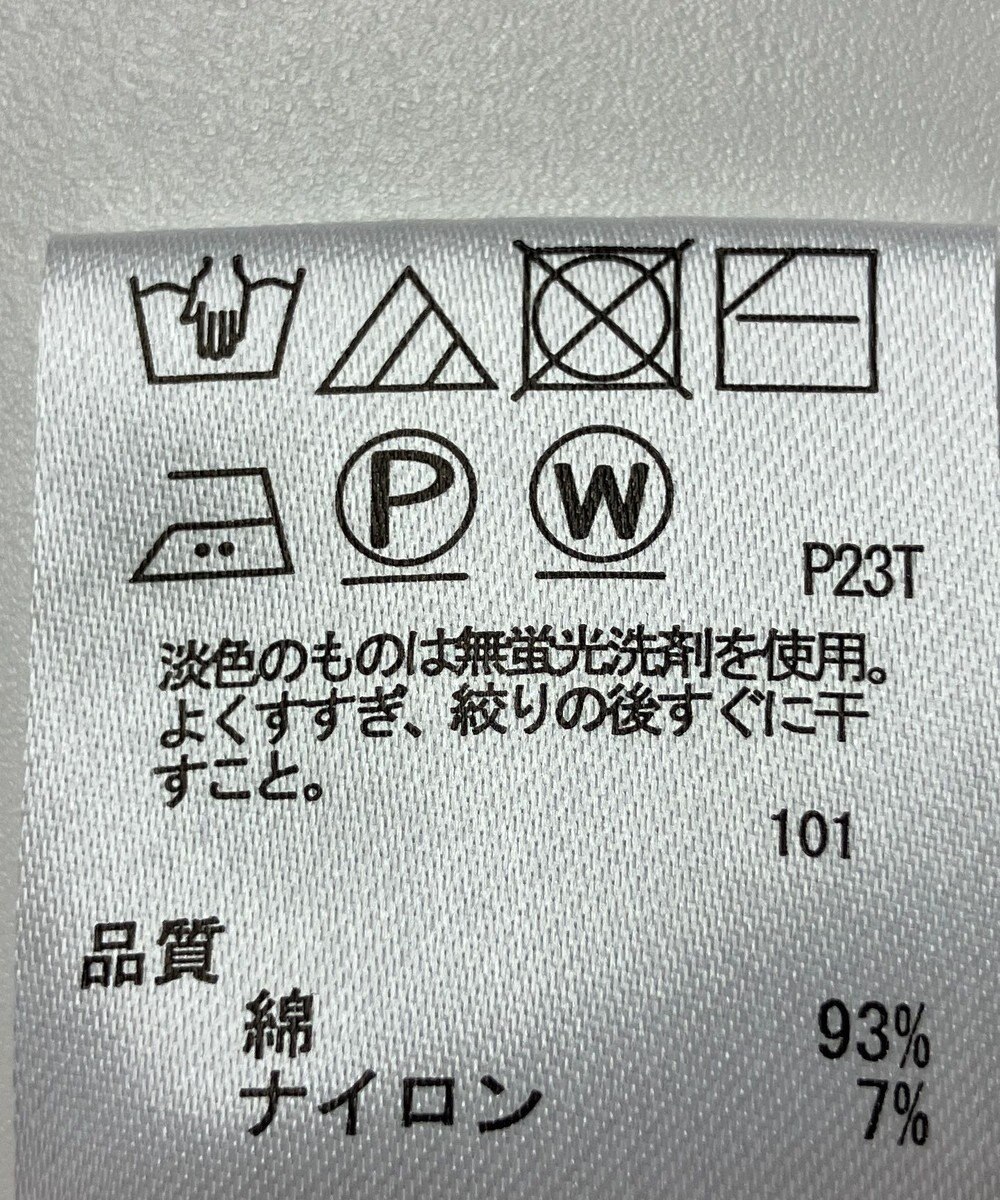 P W
P23T
淡色のものは無蛍光洗剤を使用。
よくすすぎ、絞りの後すぐに干
すこと。
101
品質
綿 93%
ナイロン 7%